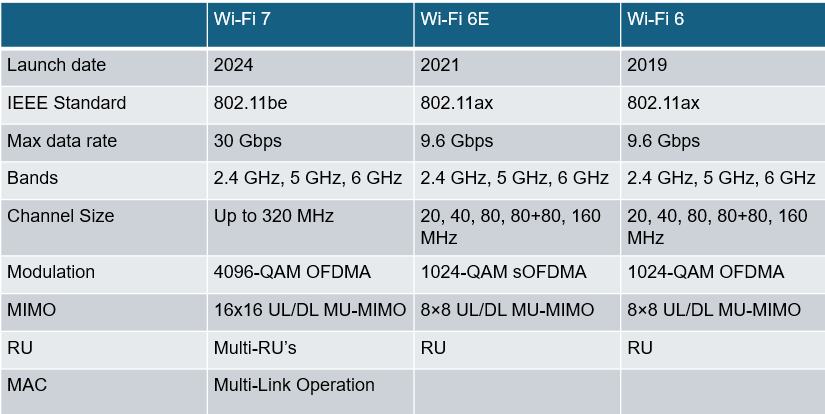 Wi-Fi 7 Wi-Fi 6E Wi-Fi 6
Launch date 2024 2021 2019
IEEE Standard 802.11be 802.11ax 802.11ax
Max data rate 30 Gbps 9.6 Gbps 9.6 Gbps
Bands 2.4 GHz, 5 GHz, 6 GHz 2.4 GHz, 5 GHz, 6 GHz 2.4 GHz, 5 GHz, 6 GHz
Channel Size Up to 320 MHz 20, 40, 80, 80+80, 160 20, 40, 80, 80+80, 160
MHz MHz
Modulation 4096-QAM OFDMA 1024-QAM sOFDMA 1024-QAM OFDMA
MIMO 16x16 UL/DL MU-MIMO 8×8 UL/DL MU-MIMO 8×8 UL/DL MU-MIMO
RU Multi-RU’s RU RU
MAC Multi-Link Operation